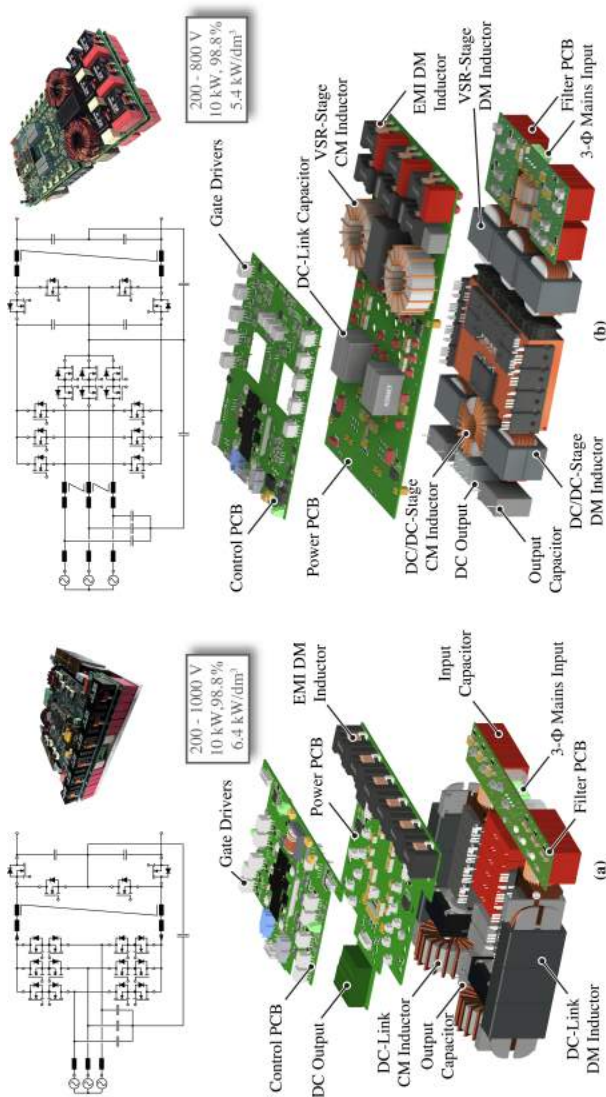 200 - 1000 V
10 kW,98.8%
6.4 kW/dm³
Gate Drivers
Control PCB
DC Output
Power PCB
EMI DM
Inductor
DC-Link
CM Inductor
Output
Capacitor
Input
Capacitor
3-Φ Mains Input
Filter PCB
DC-Link
DM Inductor
(a)
200 - 800 V
10 kW, 98.8%
5.4 kW/dm³
Gate Drivers
Control PCB
DC-Link Capacitor
VSR-Stage
CM Inductor
EMI DM
Inductor
Power PCB
DC/DC-Stage
CM Inductor
DC Output
Output
Capacitor
DC/DC-Stage
DM Inductor
VSR-Stage
DM Inductor
Filter PCB
3-Φ Mains Input
(b)